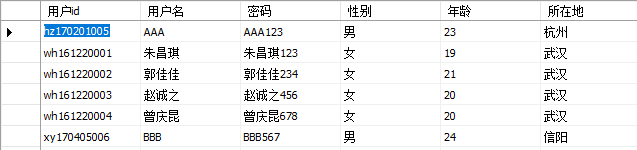 用户id 用户名 密码 性别 年龄 所在地
hz170201005 AAA AAA123 男 23 杭州
wh161220001 朱昌琪 朱昌琪123 女 19 武汉
wh161220002 郭佳佳 郭佳佳234 女 21 武汉
wh161220003 赵诚之 赵诚之456 女 20 武汉
wh161220004 曾庆昆 曾庆昆678 女 20 武汉
xy170405006 BBB BBB567 男 24 信阳